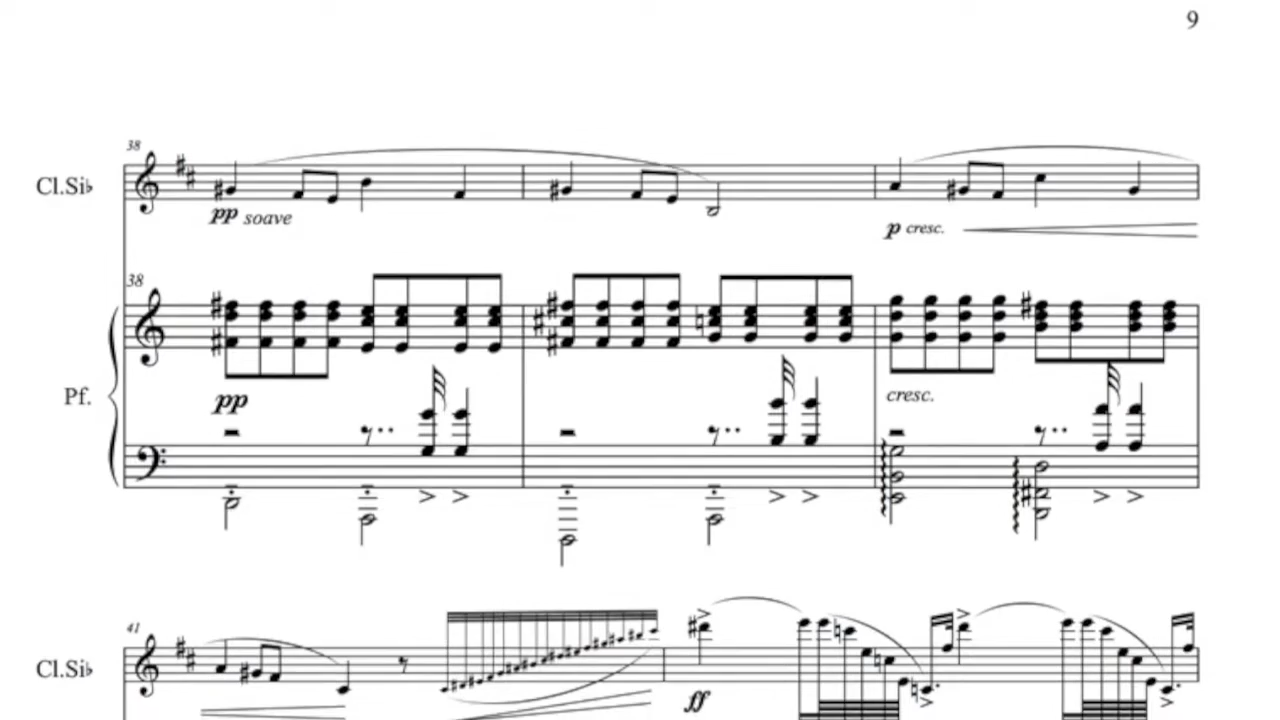 9
38
Cl.Si♭
pp soave
p cresc.
38
Pf.
pp
cresc.
41
Cl.Si♭
ff